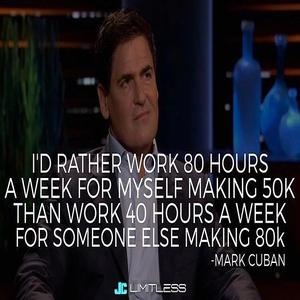 I'D RATHER WORK 80 HOURS
A WEEK FOR MYSELF MAKING 50K
THAN WORK 40 HOURS A WEEK
FOR SOMEONE ELSE MAKING 80k
-MARK CUBAN
JC LIMITLESS